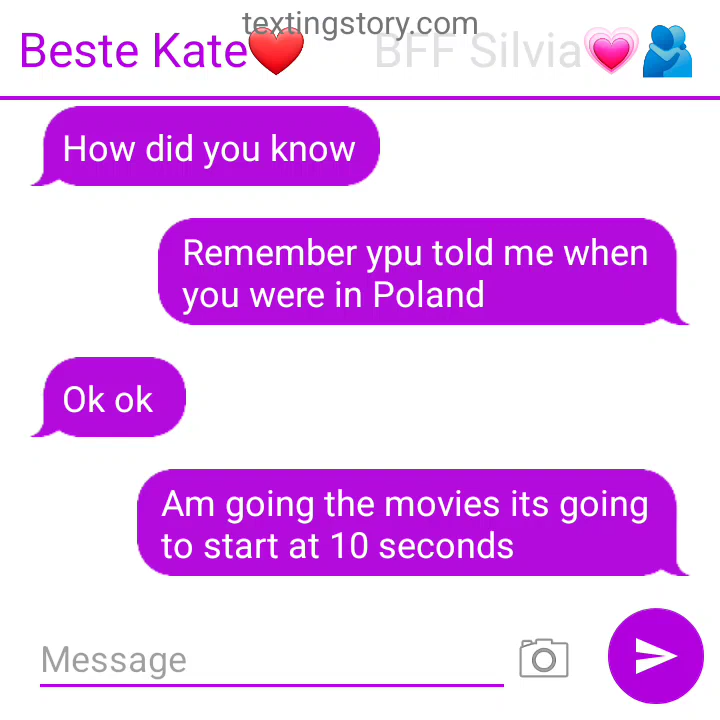 textingstory.com
Beste Kate❤️ BFF Silvia💗🫂
How did you know
Remember ypu told me when
you were in Poland
Ok ok
Am going the movies its going
to start at 10 seconds
Message